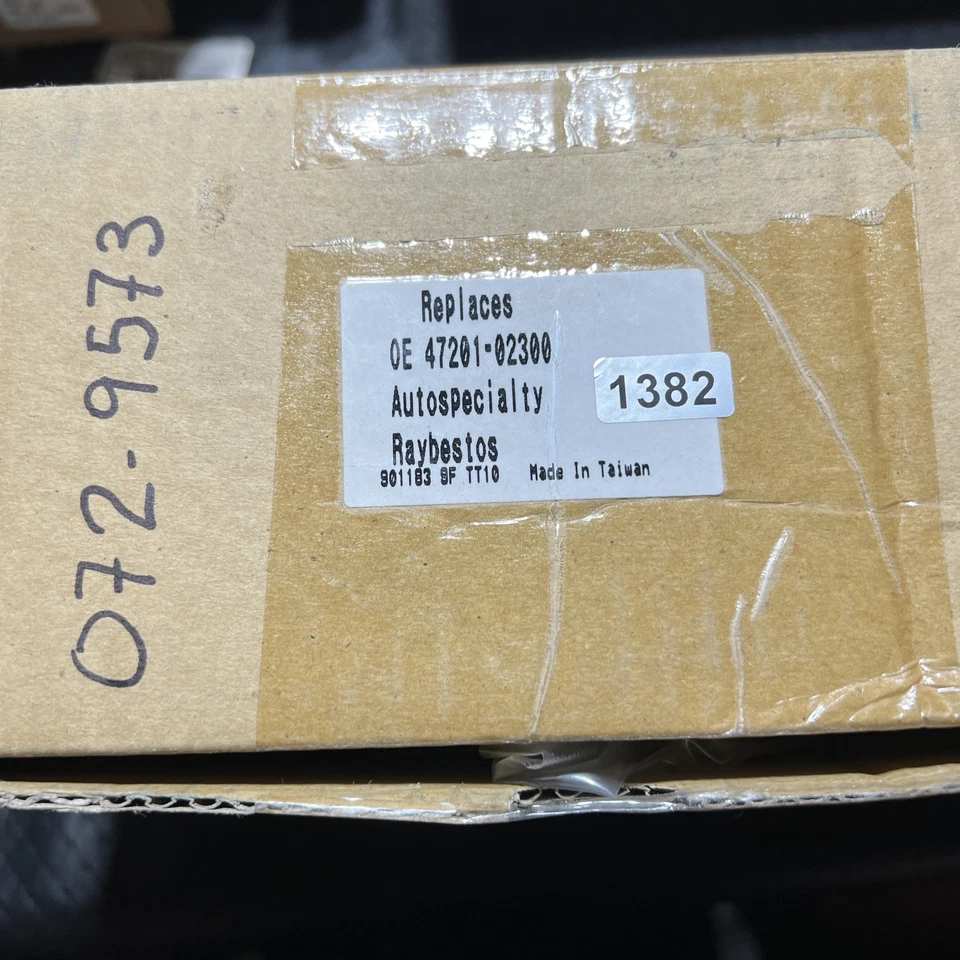 072-9573
Replaces
OE 47201-02300
Autospecialty
Raybestos
901183 SF TT10 Made In Taiwan
1382